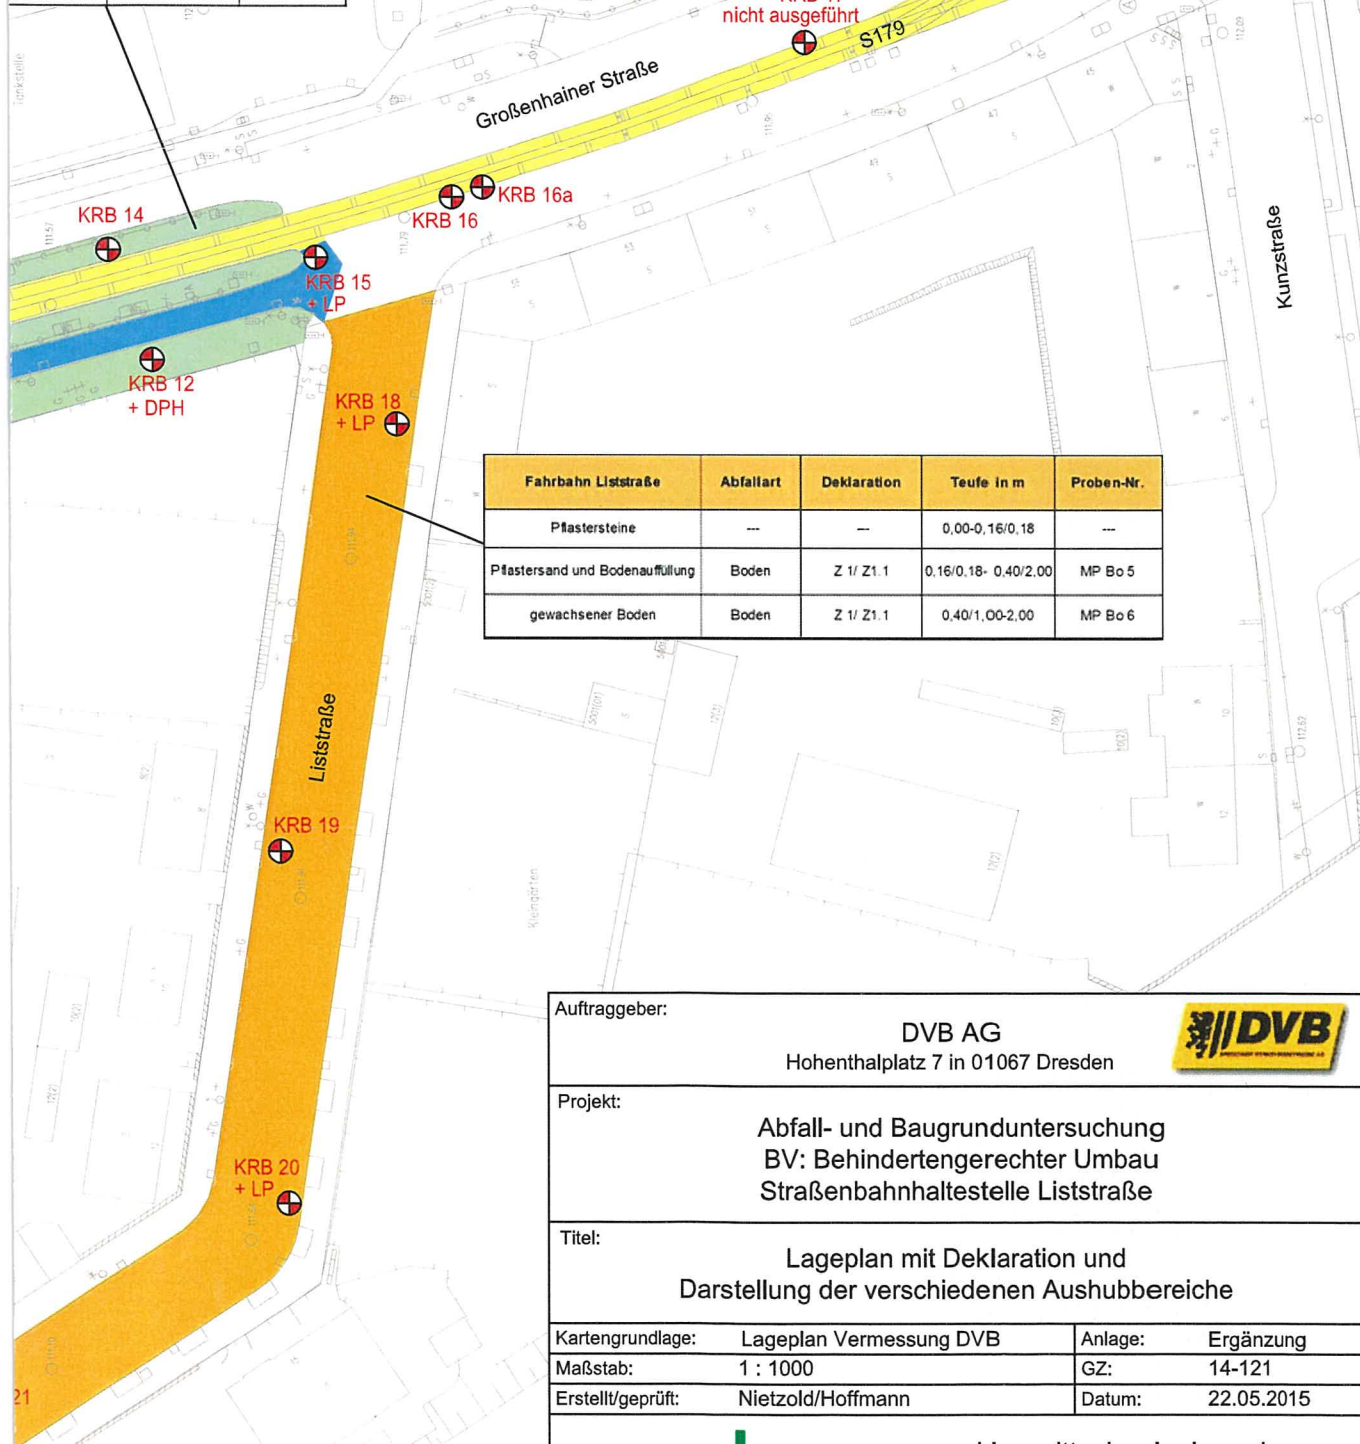 nicht ausgeführt
S179
Großenhainer Straße
Tankstelle
KRB 14
KRB 16a
KRB 16
KRB 15
+ LP
Kunzstraße
KRB 12
+ DPH
KRB 18
+ LP
Fahrbahn Liststraße Abfallart Deklaration Teufe in m Proben-Nr.
Pflastersteine --- --- 0,00-0,16/0,18 ---
Pflastersand und Bodenauffüllung Boden Z 1/ Z1.1 0,16/0,18- 0,40/2,00 MP Bo 5
gewachsener Boden Boden Z 1/ Z1.1 0,40/1,00-2,00 MP Bo 6
Liststraße
KRB 19
Kleingärten
KRB 20
+ LP
21
Auftraggeber:
DVB AG
Hohenthalplatz 7 in 01067 Dresden
DVB
Projekt:
Abfall- und Baugrunduntersuchung
BV: Behindertengerechter Umbau
Straßenbahnhaltestelle Liststraße
Titel:
Lageplan mit Deklaration und
Darstellung der verschiedenen Aushubbereiche
Kartengrundlage: Lageplan Vermessung DVB Anlage: Ergänzung
Maßstab: 1 : 1000 GZ: 14-121
Erstellt/geprüft: Nietzold/Hoffmann Datum: 22.05.2015